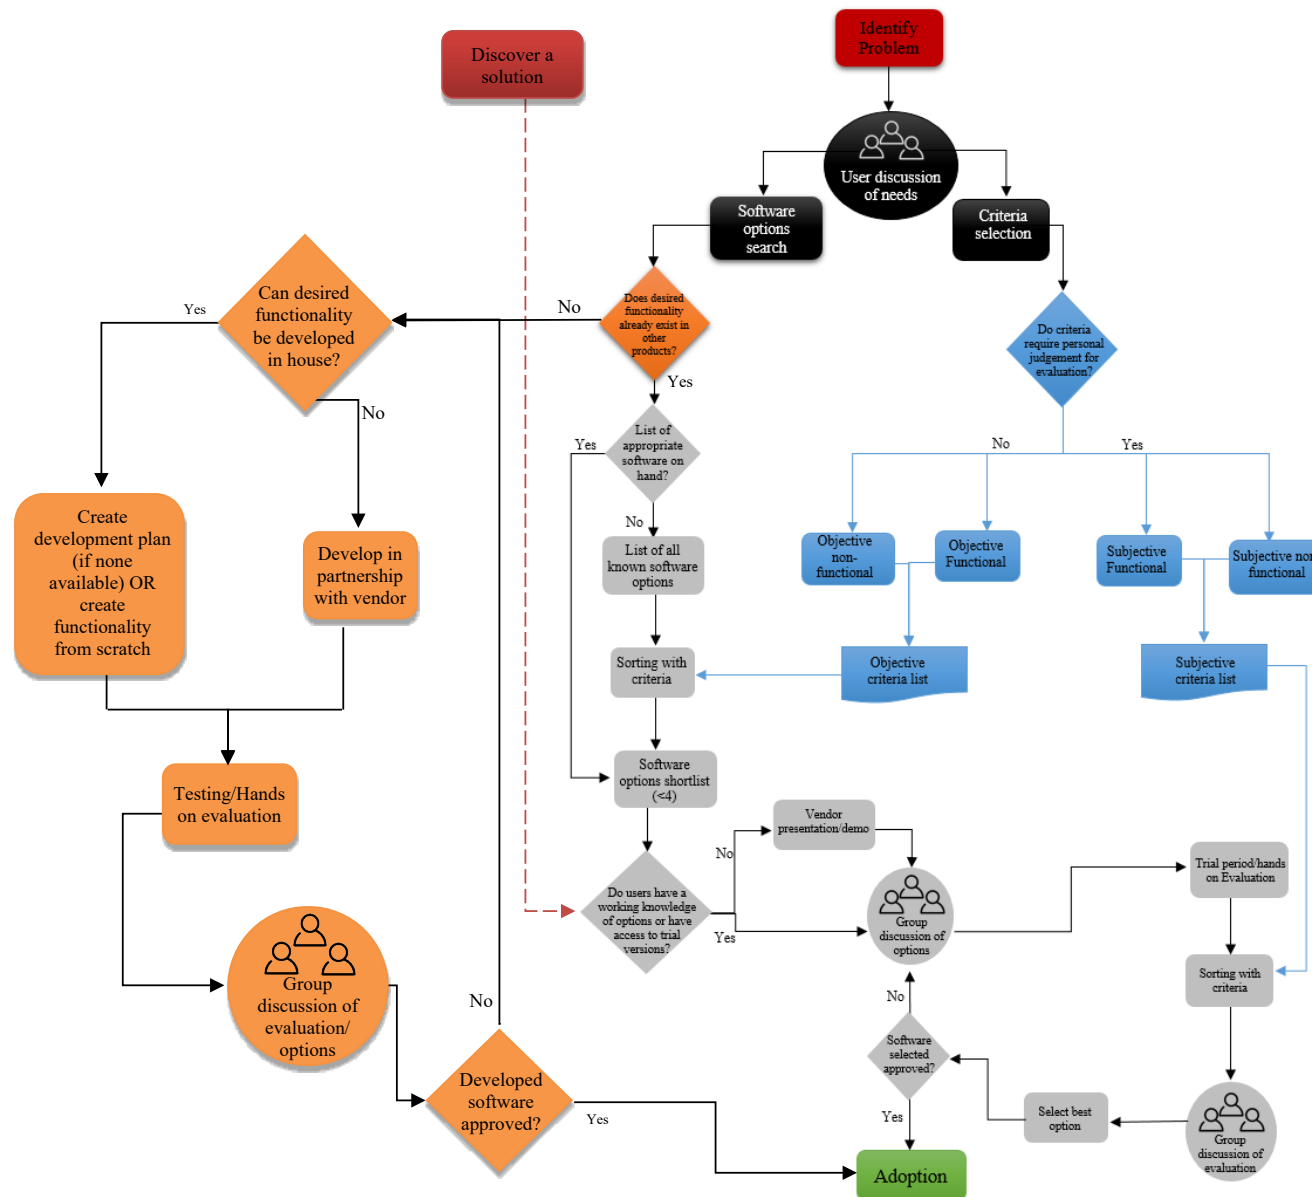 Identify
Problem
Discover a
solution
User discussion
of needs
Software
options
search
Criteria
selection
Can desired
functionality
be developed
in house?
Yes
No
No
Does desired
functionality
already exist in
other
products?
Yes
Do criteria
require personal
judgement for
evaluation?
No
Yes
List of
appropriate
software on
hand?
Yes
No
Create
development plan
(if none
available) OR
create
functionality
from scratch
Develop in
partnership
with vendor
List of all
known software
options
Objective
non-
functional
Objective
Functional
Subjective
Functional
Subjective non
functional
Sorting with
criteria
Objective
criteria list
Subjective
criteria list
Software
options shortlist
(<4)
Testing/Hands
on evaluation
Vendor
presentation/demo
No
Yes
Do users have a
working knowledge
of options or have
access to trial
versions?
Group
discussion of
options
Trial period/hands
on Evaluation
Sorting with
criteria
Group
discussion of
evaluation/
options
No
No
Software
selected
approved?
Yes
Developed
software
approved?
Yes
Select best
option
Group
discussion of
evaluation
Adoption